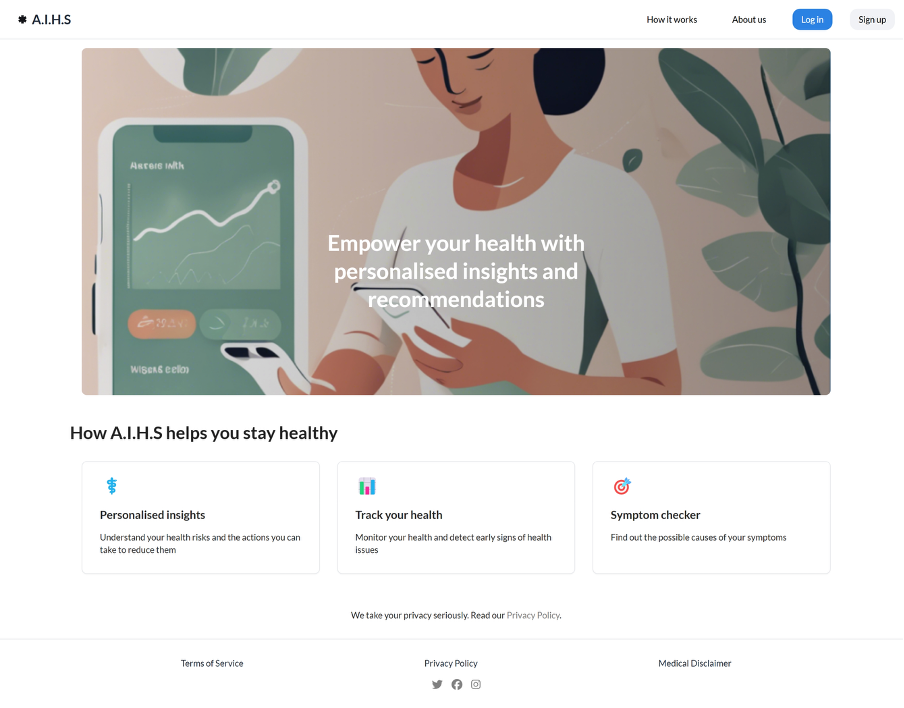 A.I.H.S
How it works
About us
Log in
Sign up
Empower your health with
personalised insights and
recommendations
How A.I.H.S helps you stay healthy
Personalised insights
Understand your health risks and the actions you can
take to reduce them
Track your health
Monitor your health and detect early signs of health
issues
Symptom checker
Find out the possible causes of your symptoms
We take your privacy seriously. Read our Privacy Policy.
Terms of Service
Privacy Policy
Medical Disclaimer